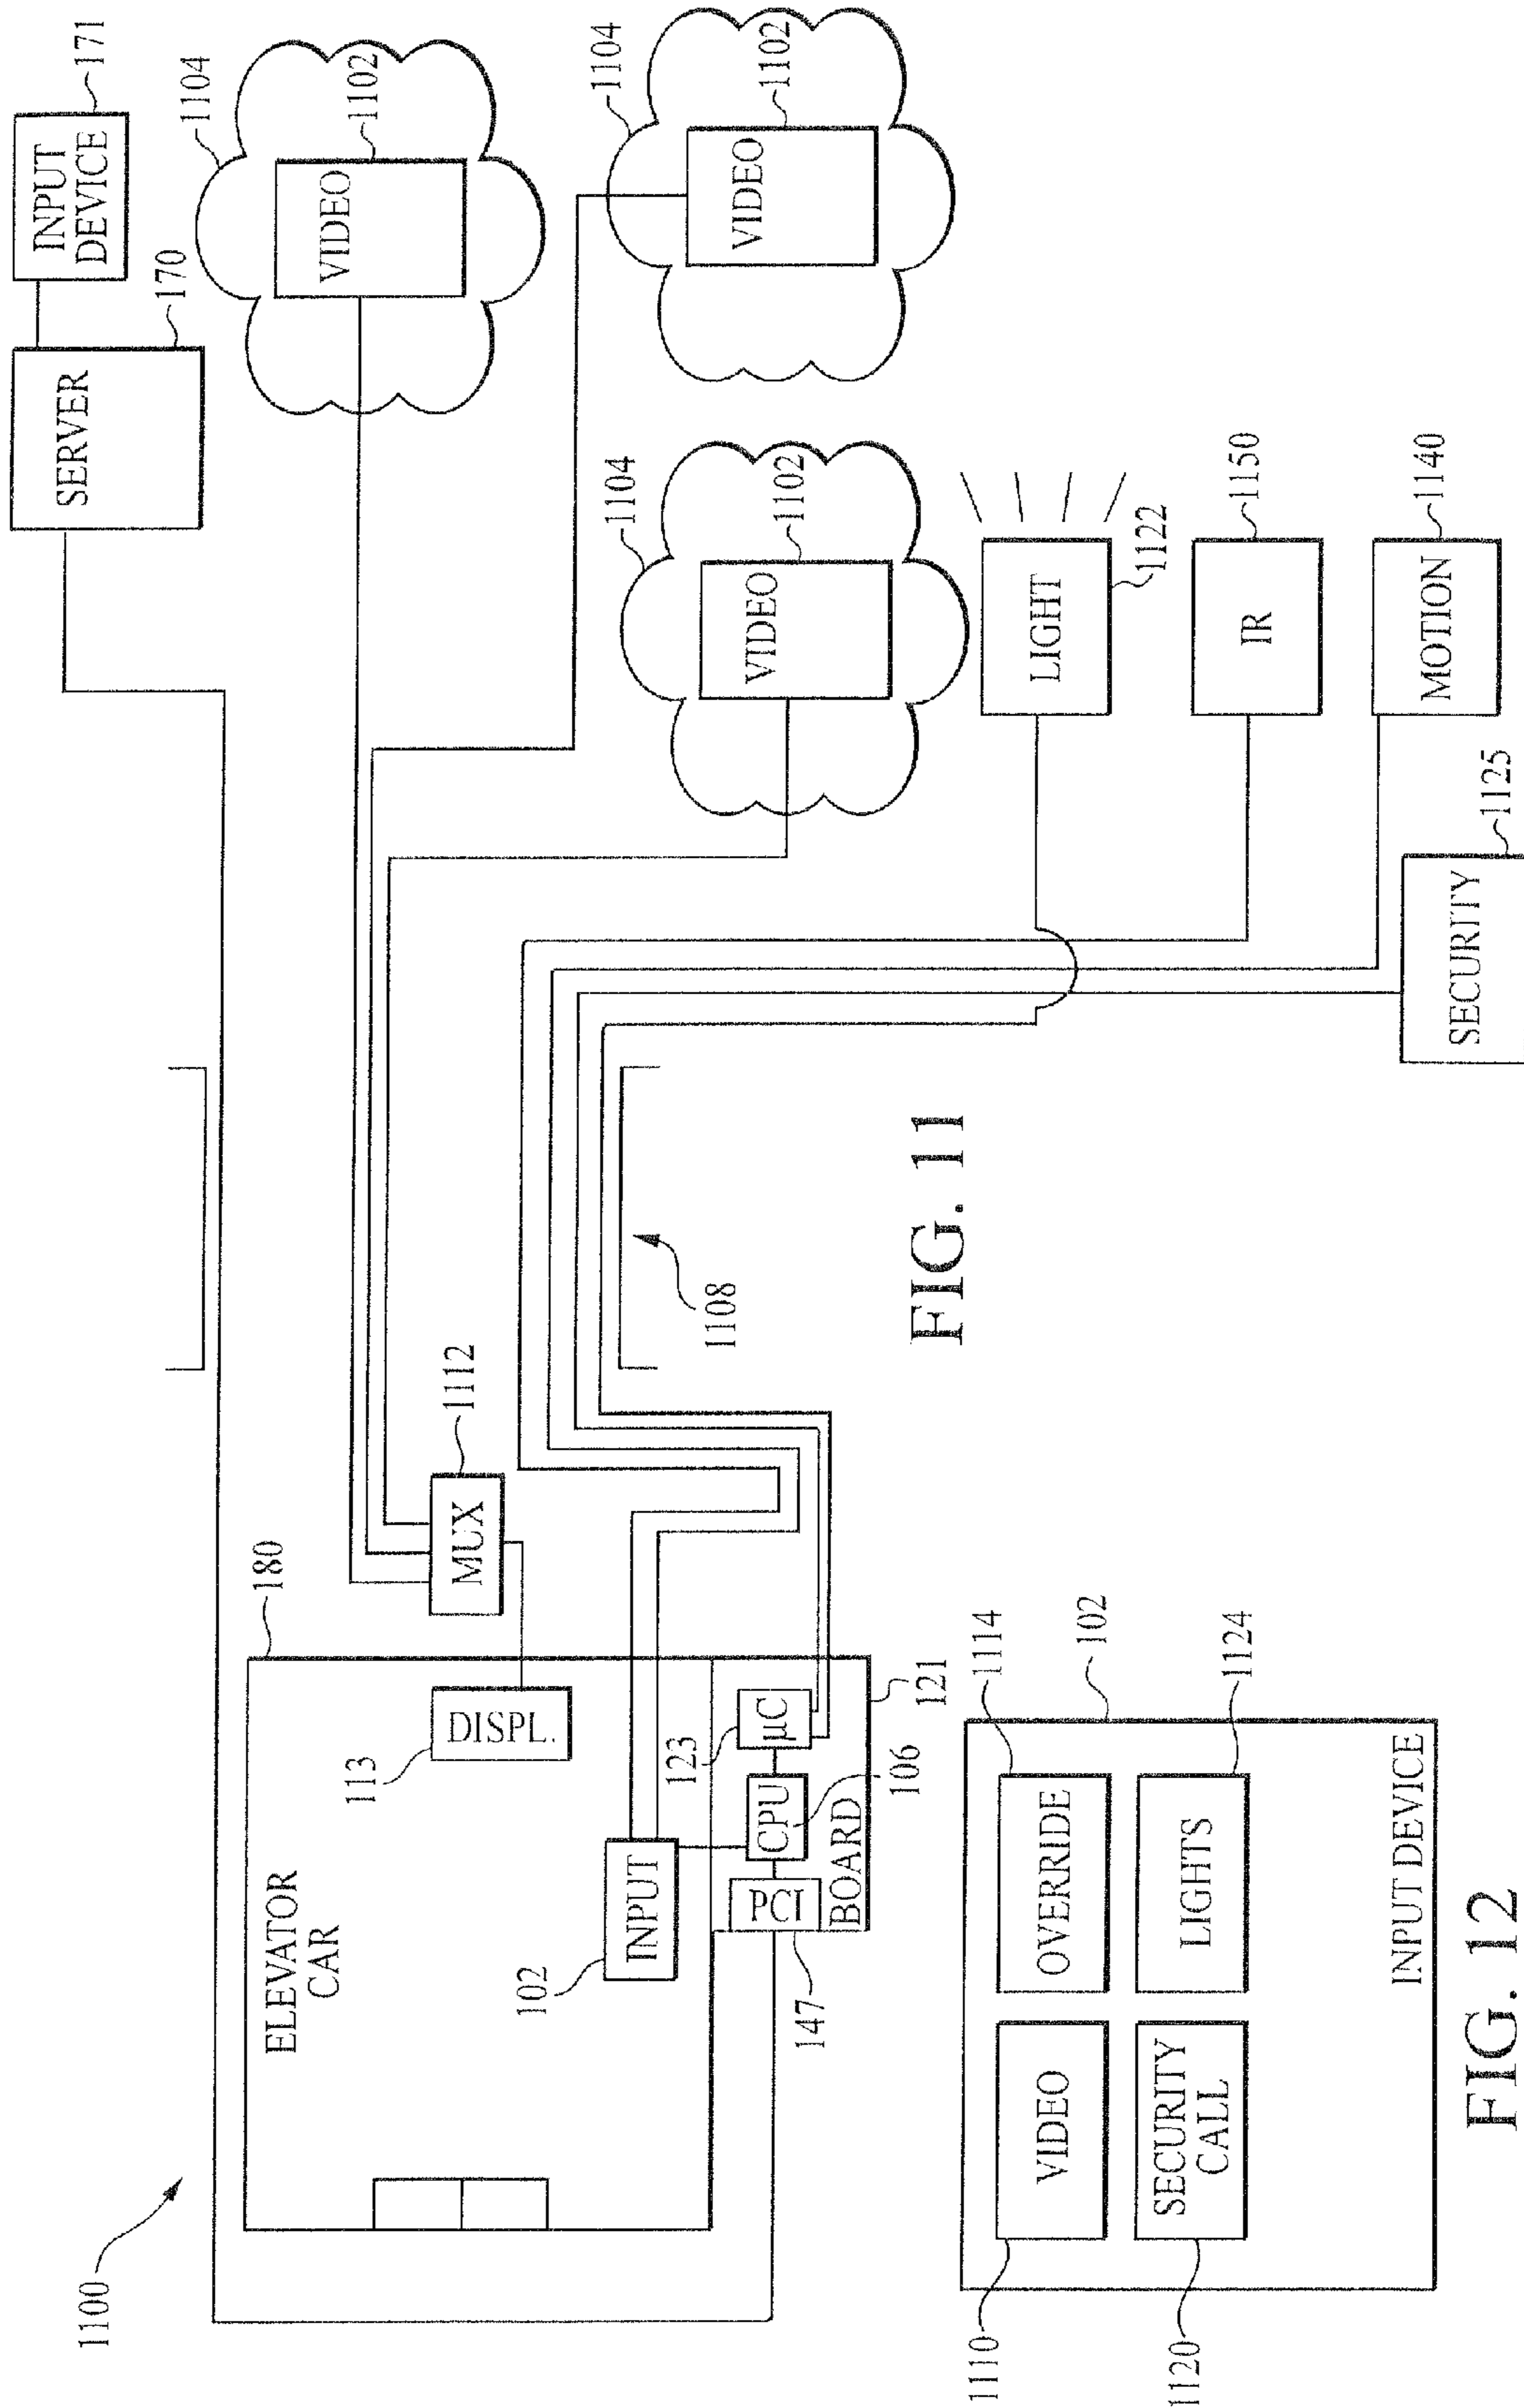 1100
ELEVATOR
CAR
180
113
DISPL.
MUX
1112
102
INPUT
123
µC
CPU
106
PCI
147
BOARD
121
1108
SERVER
170
INPUT
DEVICE
171
1104
VIDEO
1102
1104
VIDEO
1102
1104
VIDEO
1102
LIGHT
1122
IR
1150
MOTION
1140
SECURITY
1125
FIG. 11
1110
VIDEO
OVERRIDE
1114
102
1120
SECURITY
CALL
LIGHTS
1124
INPUT DEVICE
FIG. 12